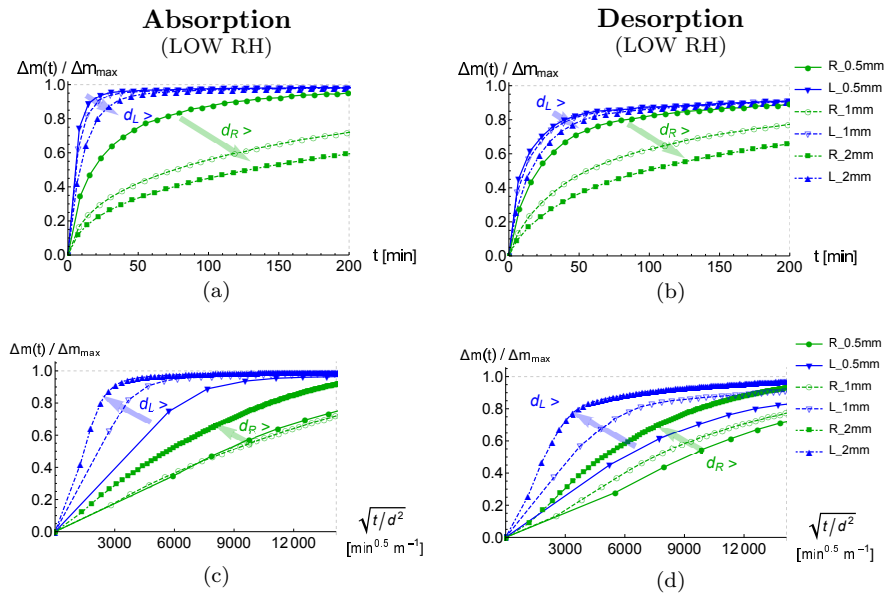 Absorption
(LOW RH)
Desorption
(LOW RH)
Δm(t) / Δm_max
1.0
0.8
0.6
0.4
0.2
0.0
0
50
100
150
200
t [min]
d_L >
d_R >
(a)
Δm(t) / Δm_max
1.0
0.8
0.6
0.4
0.2
0.0
0
50
100
150
200
t [min]
d_L >
d_R >
(b)
R_0.5mm
L_0.5mm
R_1mm
L_1mm
R_2mm
L_2mm
Δm(t) / Δm_max
1.0
0.8
0.6
0.4
0.2
0.0
3000
6000
9000
12000
√t/d²
[min^0.5 m^−1]
d_L >
d_R >
(c)
Δm(t) / Δm_max
1.0
0.8
0.6
0.4
0.2
0.0
3000
6000
9000
12000
√t/d²
[min^0.5 m^−1]
d_L >
d_R >
(d)
R_0.5mm
L_0.5mm
R_1mm
L_1mm
R_2mm
L_2mm